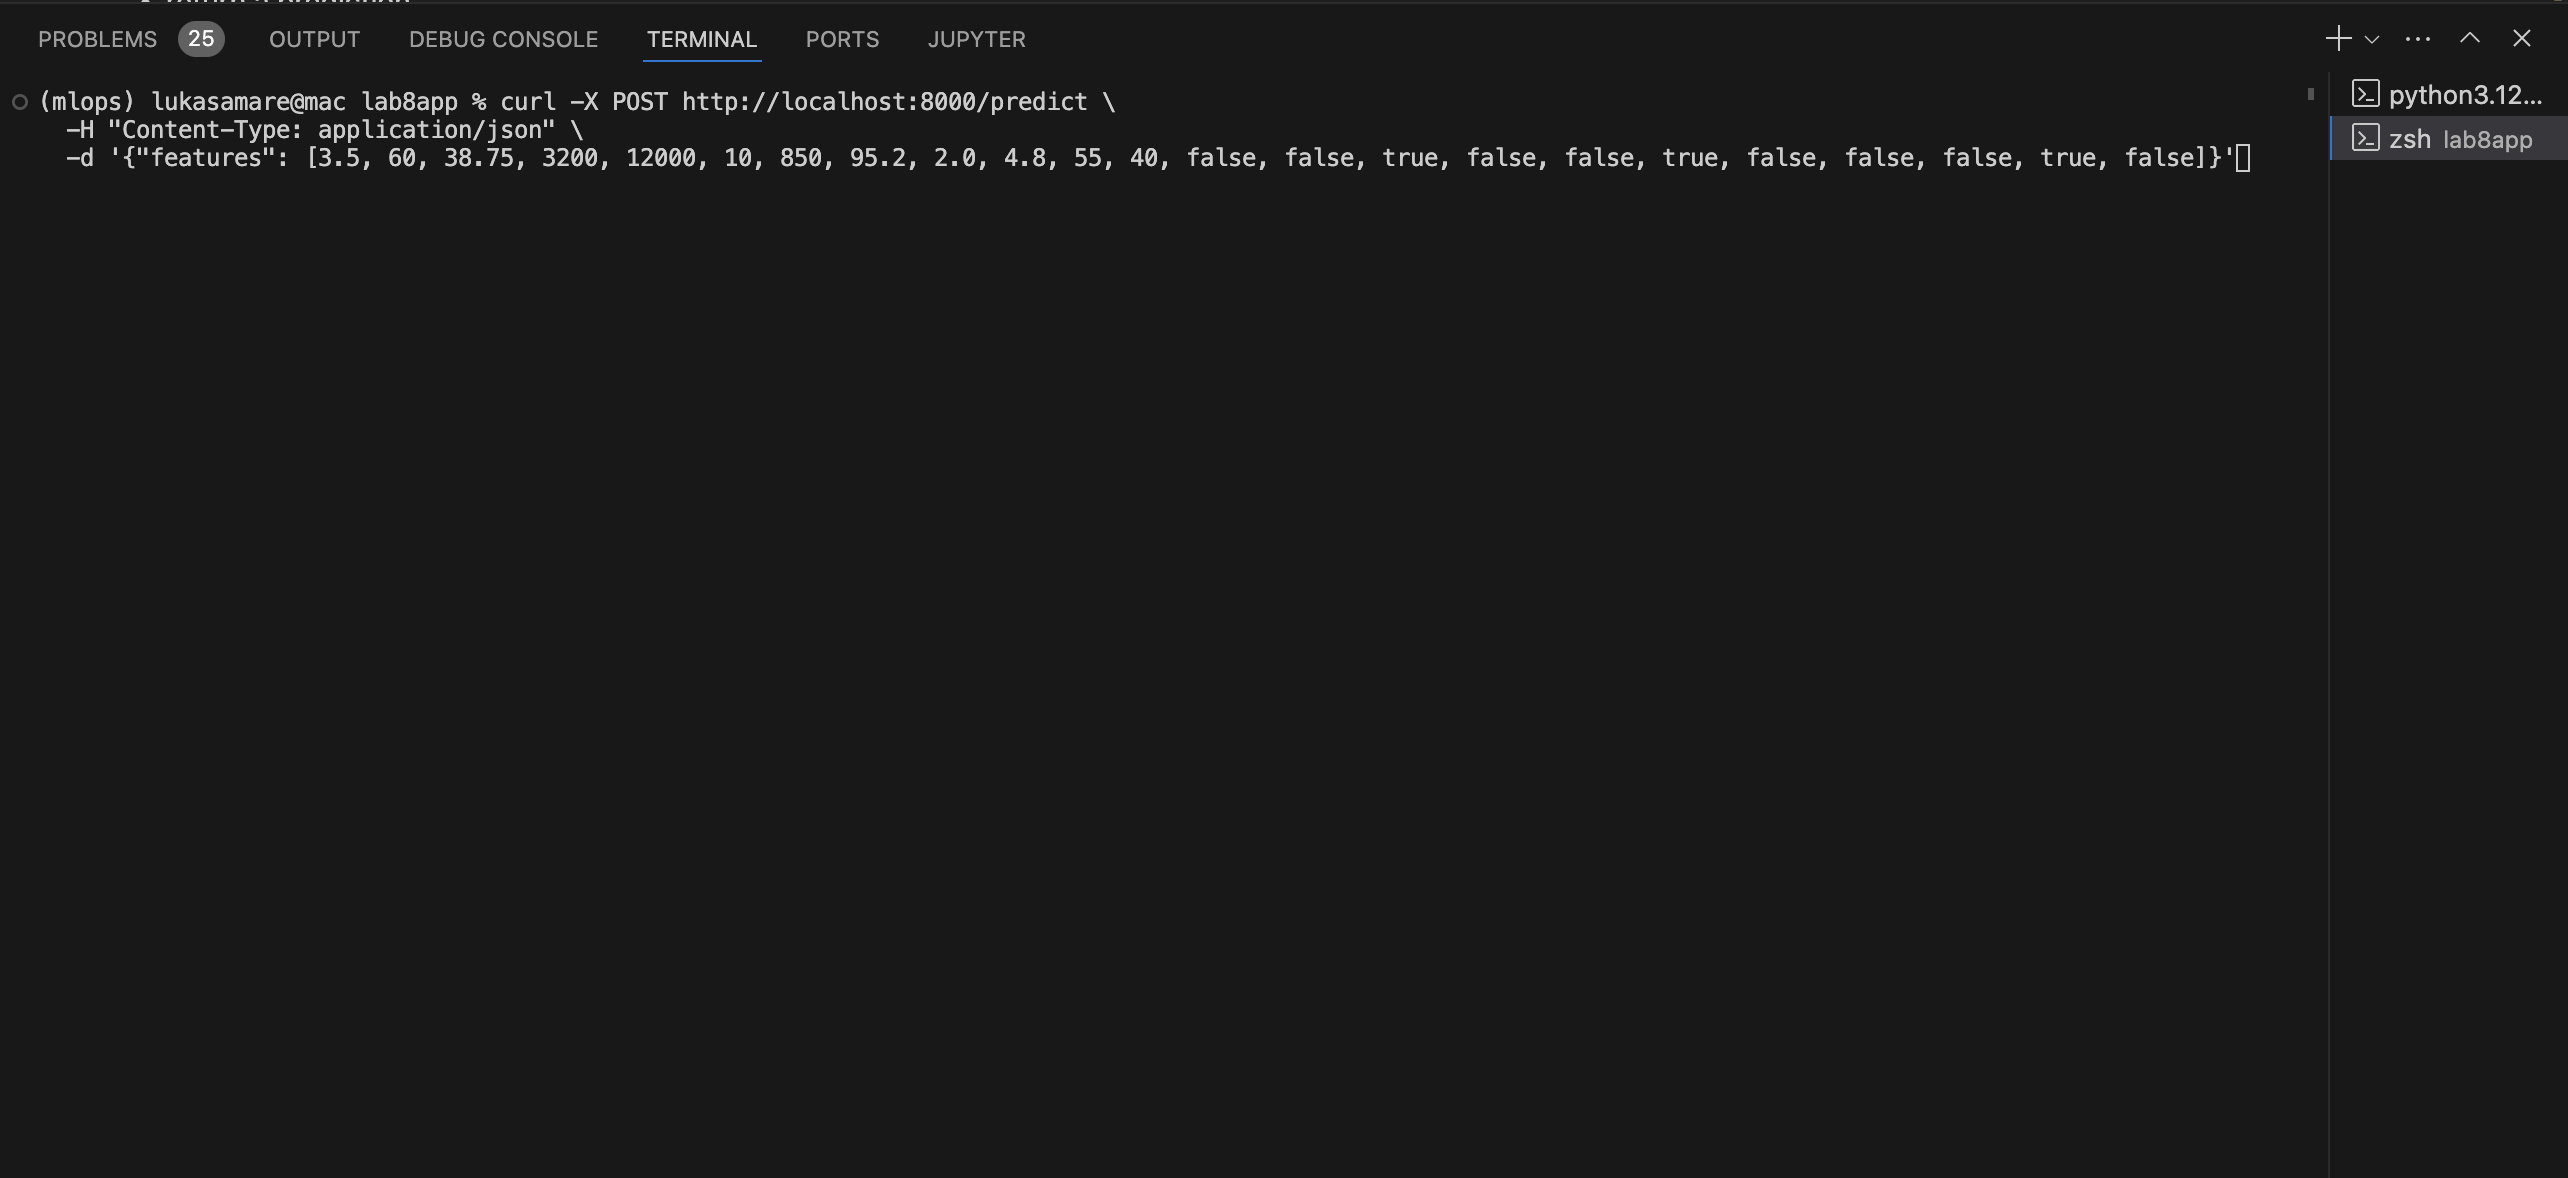 PROBLEMS 25 OUTPUT DEBUG CONSOLE TERMINAL PORTS JUPYTER
(mlops) lukasamare@mac lab8app % curl -X POST http://localhost:8000/predict \
-H "Content-Type: application/json" \
-d '{"features": [3.5, 60, 38.75, 3200, 12000, 10, 850, 95.2, 2.0, 4.8, 55, 40, false, false, true, false, false, true, false, false, false, true, false]}'
python3.12...
zsh lab8app